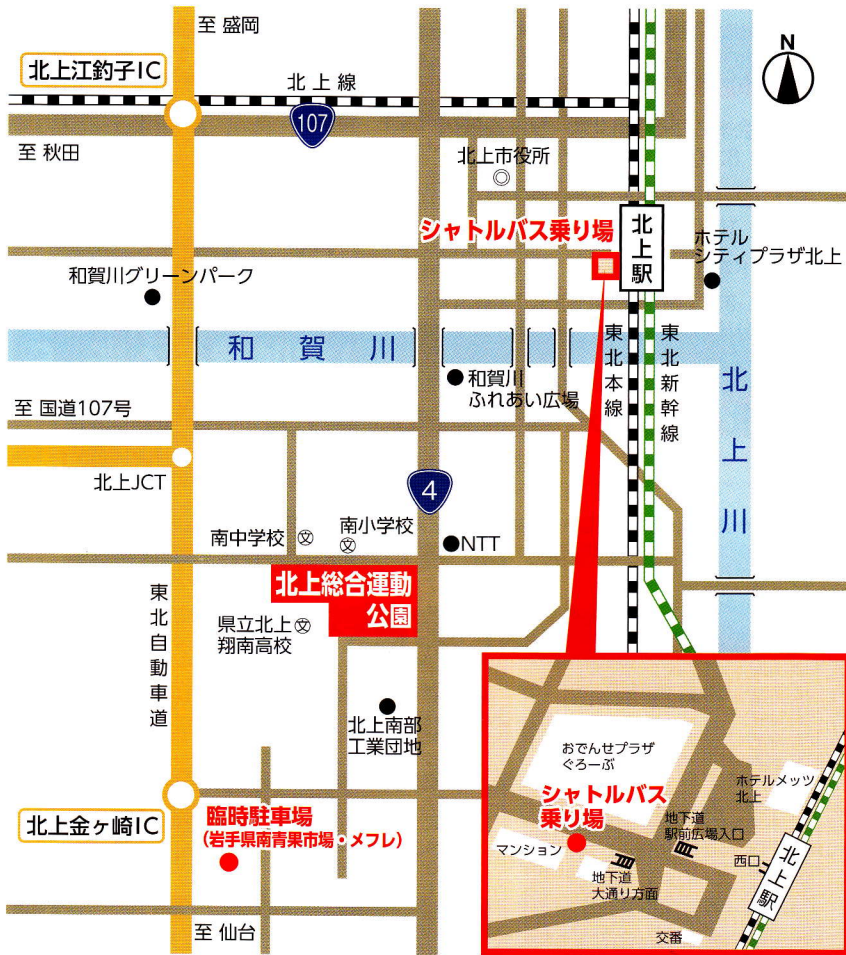 至 盛岡
N
北上江釣子IC
北上線
107
至 秋田
北上市役所
シャトルバス乗り場
北上駅
ホテル
シティプラザ北上
和賀川グリーンパーク
和賀川
東北本線
東北新幹線
北上川
和賀川
ふれあい広場
至 国道107号
北上JCT
4
南中学校
文
南小学校
文
NTT
北上総合運動
公園
東北自動車道
県立北上
翔南高校
文
北上南部
工業団地
北上金ヶ崎IC
臨時駐車場
(岩手県南青果市場・メフレ)
至 仙台
おでんせプラザ
ぐろーぶ
シャトルバス
乗り場
ホテルメッツ
北上
地下道
駅前広場入口
マンション
西口
北上駅
地下道
大通り方面
交番